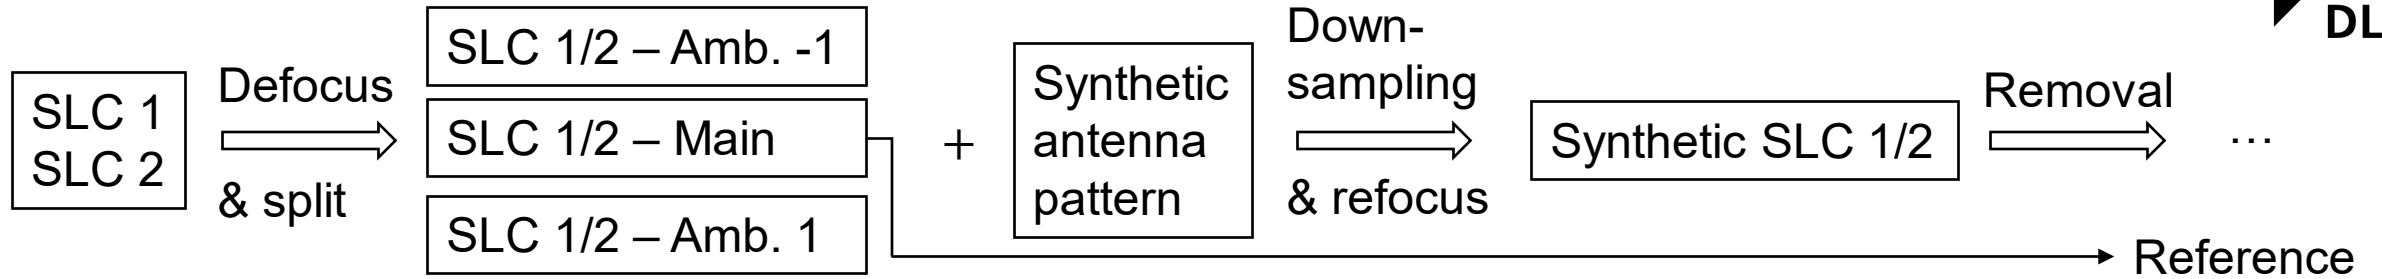 SLC 1
SLC 2
Defocus
& split
SLC 1/2 – Amb. -1
SLC 1/2 – Main
SLC 1/2 – Amb. 1
+
Synthetic
antenna
pattern
Down-
sampling
& refocus
Synthetic SLC 1/2
Removal
...
Reference
DL